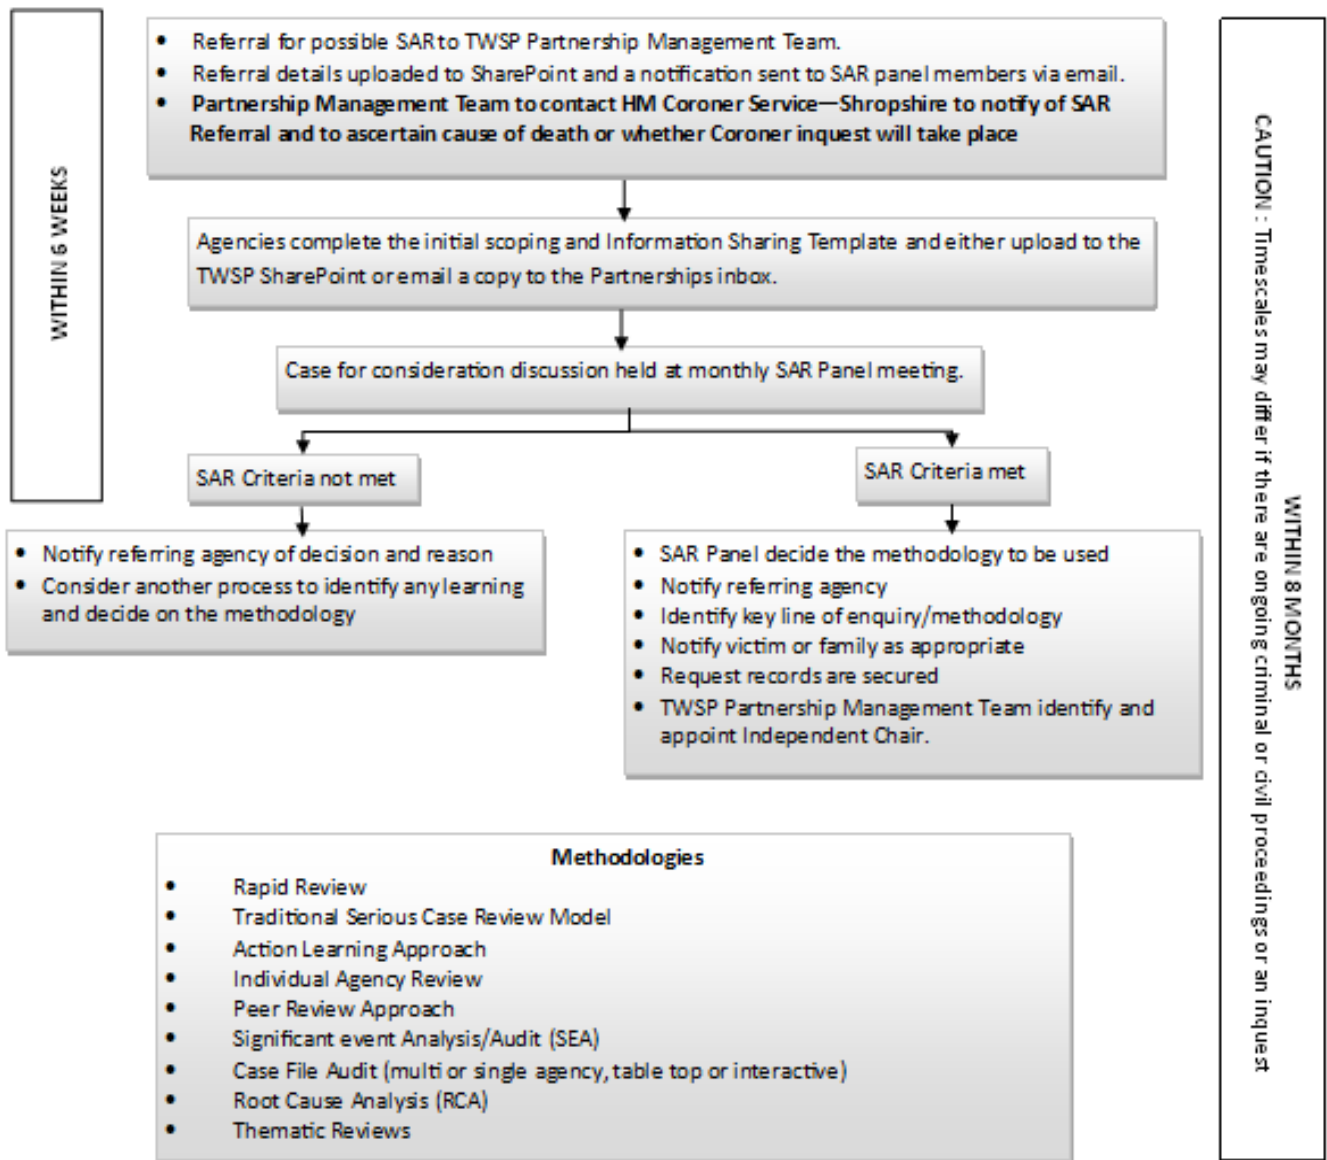 WITHIN 6 WEEKS
• Referral for possible SAR to TWSP Partnership Management Team.
• Referral details uploaded to SharePoint and a notification sent to SAR panel members via email.
• Partnership Management Team to contact HM Coroner Service—Shropshire to notify of SAR
Referral and to ascertain cause of death or whether Coroner inquest will take place
Agencies complete the initial scoping and Information Sharing Template and either upload to the
TWSP SharePoint or email a copy to the Partnerships inbox.
Case for consideration discussion held at monthly SAR Panel meeting.
SAR Criteria not met
SAR Criteria met
• Notify referring agency of decision and reason
• Consider another process to identify any learning
and decide on the methodology
• SAR Panel decide the methodology to be used
• Notify referring agency
• Identify key line of enquiry/methodology
• Notify victim or family as appropriate
• Request records are secured
• TWSP Partnership Management Team identify and
appoint Independent Chair.
WITHIN 8 MONTHS
CAUTION : Timescales may differ if there are ongoing criminal or civil proceedings or an inquest
Methodologies
• Rapid Review
• Traditional Serious Case Review Model
• Action Learning Approach
• Individual Agency Review
• Peer Review Approach
• Significant event Analysis/Audit (SEA)
• Case File Audit (multi or single agency, table top or interactive)
• Root Cause Analysis (RCA)
• Thematic Reviews